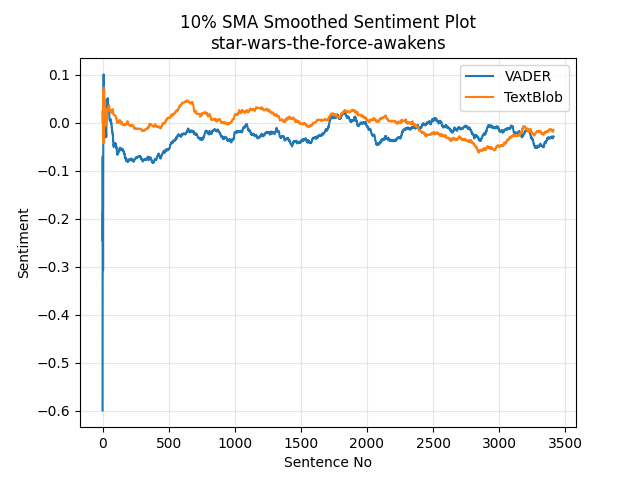 10% SMA Smoothed Sentiment Plot
star-wars-the-force-awakens
VADER
TextBlob
0.1
0.0
−0.1
−0.2
−0.3
−0.4
−0.5
−0.6
Sentiment
0 500 1000 1500 2000 2500 3000 3500
Sentence No